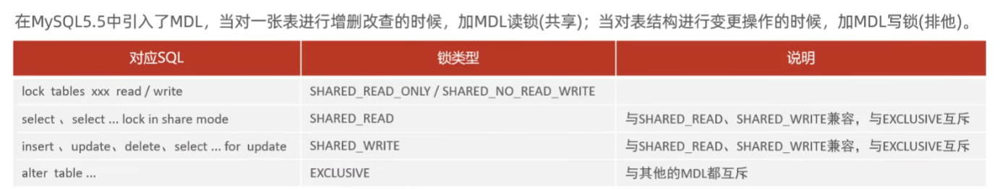 在MySQL5.5中引入了MDL，当对一张表进行增删改查的时候，加MDL读锁(共享)；当对表结构进行变更操作的时候，加MDL写锁(排他)。
对应SQL 锁类型 说明
lock tables xxx read / write SHARED_READ_ONLY / SHARED_NO_READ_WRITE
select 、select ... lock in share mode SHARED_READ 与SHARED_READ、SHARED_WRITE兼容，与EXCLUSIVE互斥
insert 、update、delete、select ... for update SHARED_WRITE 与SHARED_READ、SHARED_WRITE兼容，与EXCLUSIVE互斥
alter table ... EXCLUSIVE 与其他的MDL都互斥